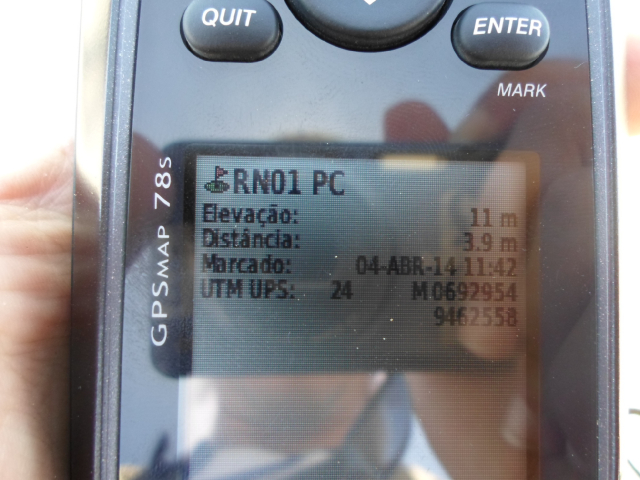 QUIT
ENTER
MARK
GPSMAP 78s
RN01 PC
Elevação: 11 m
Distância: 3.9 m
Marcado: 04-ABR-14 11:42
UTM UPS: 24 M 0692954
9462558